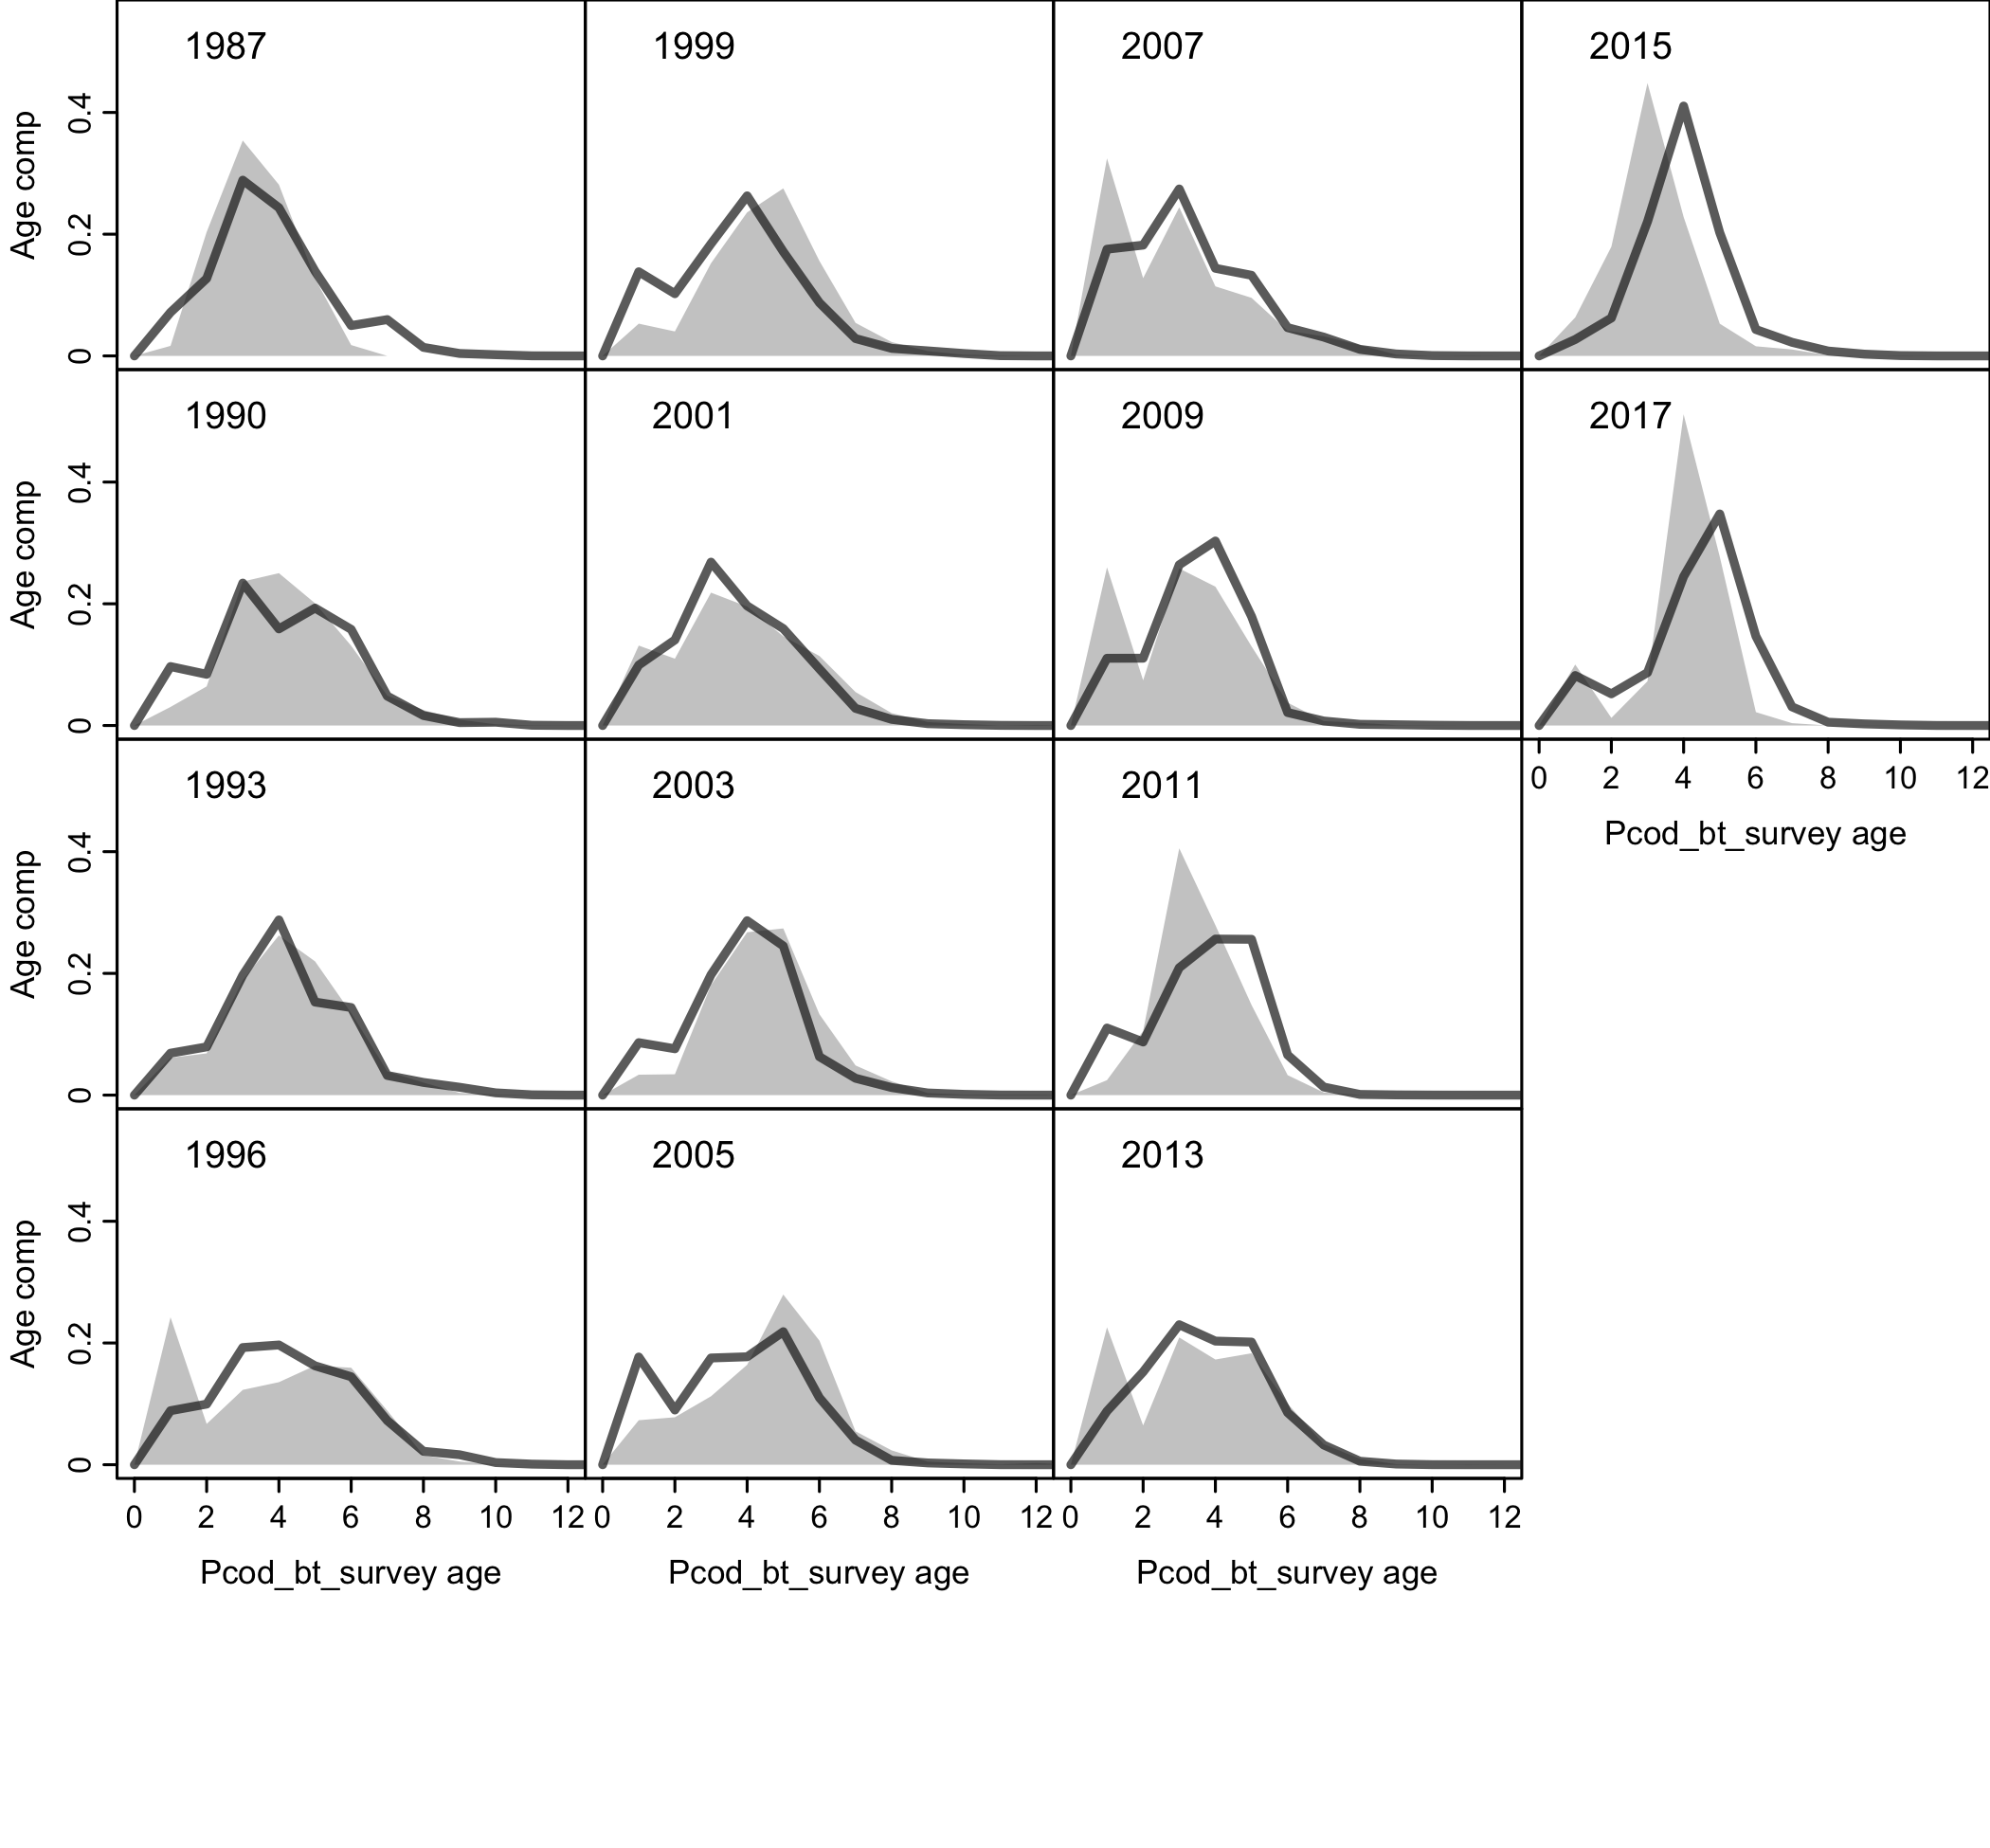 1987 1999 2007 2015
Age comp
0 0.2 0.4
1990 2001 2009 2017
Age comp
0 0.2 0.4
0 2 4 6 8 10 12
Pcod_bt_survey age
1993 2003 2011
Age comp
0 0.2 0.4
1996 2005 2013
Age comp
0 0.2 0.4
0 2 4 6 8 10 12 0 2 4 6 8 10 12 0 2 4 6 8 10 12
Pcod_bt_survey age Pcod_bt_survey age Pcod_bt_survey age